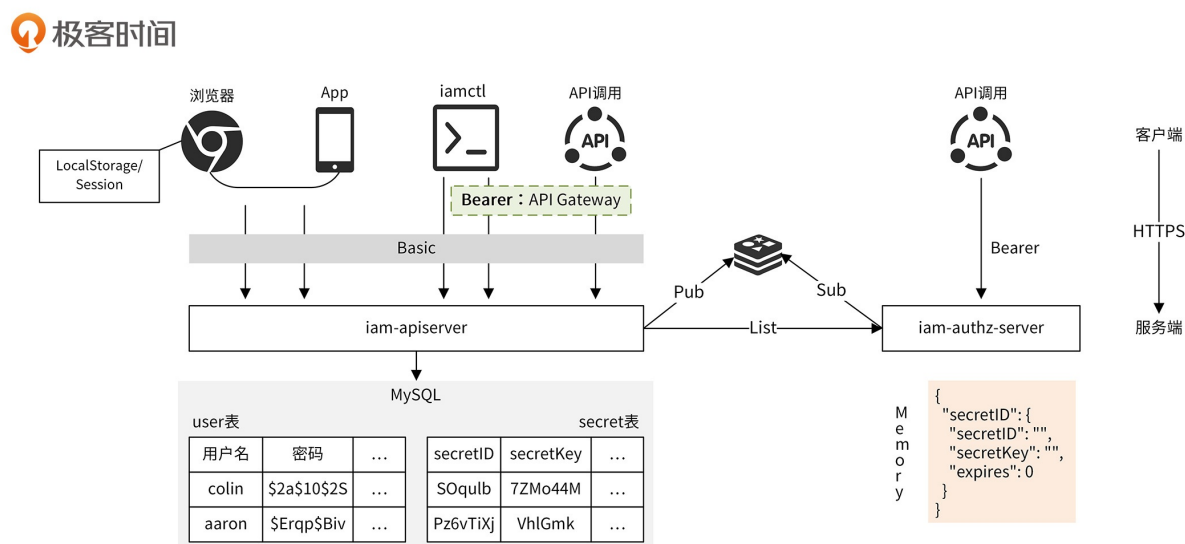 极客时间
浏览器
App
iamctl
API调用
API调用
客户端
LocalStorage/
Session
API
API
Bearer：API Gateway
HTTPS
Basic
Bearer
Pub
Sub
iam-apiserver
List
iam-authz-server
服务端
MySQL
user表
secret表
用户名 密码 ...
colin $2a$10$2S ...
aaron $Erqp$Biv ...
secretID secretKey ...
SOqulb 7ZMo44M ...
Pz6vTiXj VhlGmk ...
Memory
{
"secretID": {
"secretID": "",
"secretKey": "",
"expires": 0
}
}